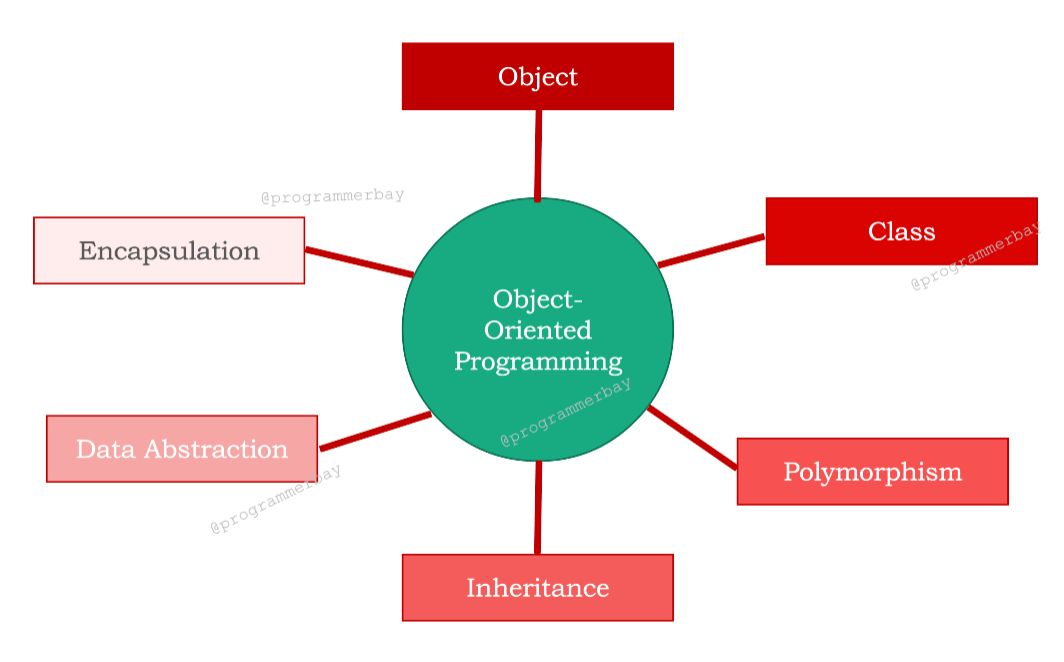 Object
@programmerbay
Class
@programmerbay
Encapsulation
Object-
Oriented
Programming
@programmerbay
Data Abstraction
@programmerbay
Polymorphism
Inheritance